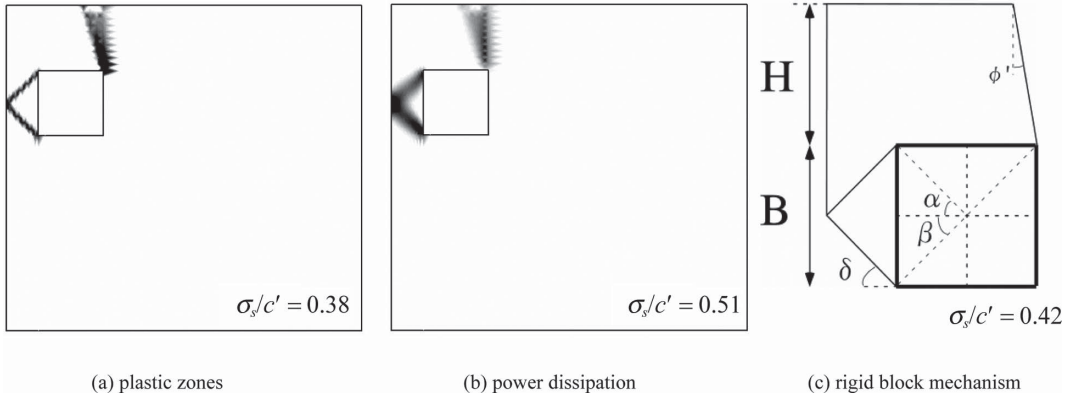 σₛ/c′ = 0.38
(a) plastic zones
σₛ/c′ = 0.51
(b) power dissipation
H
ϕ′
B
α
β
δ
σₛ/c′ = 0.42
(c) rigid block mechanism